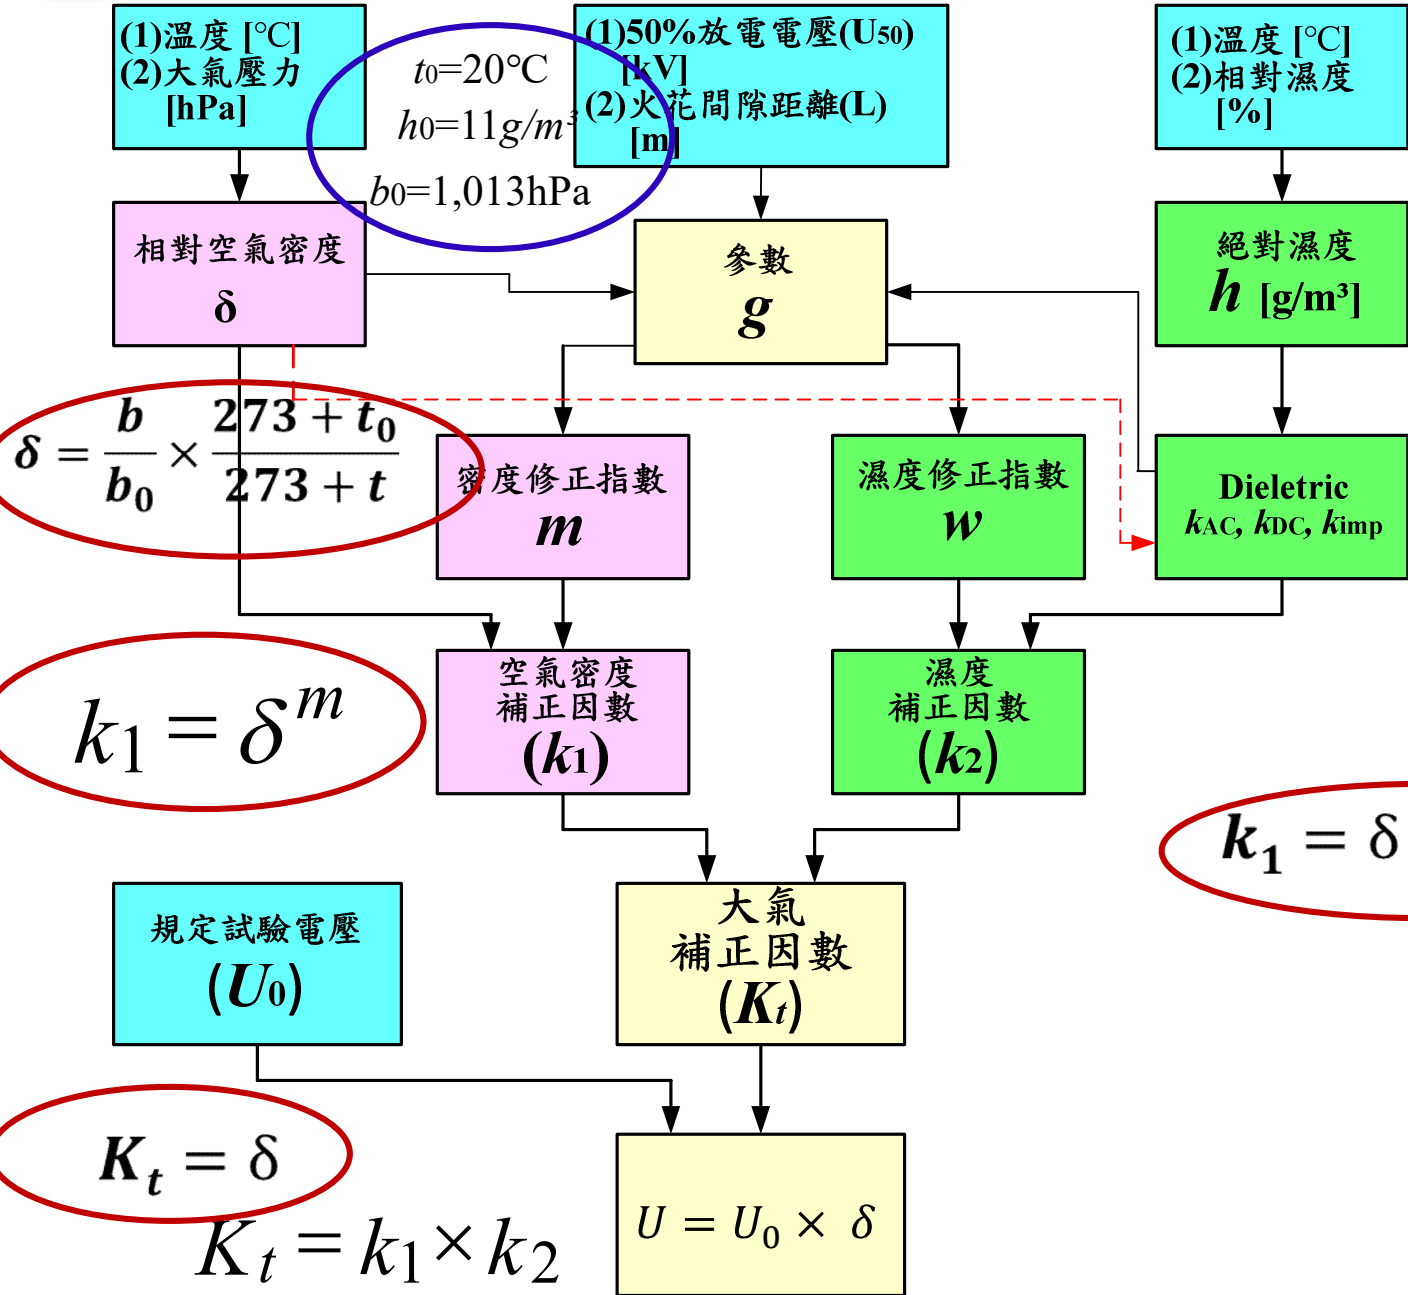 (1)溫度 [℃]
(2)大氣壓力
[hPa]
t0=20℃
h0=11g/m³
b0=1,013hPa
(1)50%放電電壓(U50)
[kV]
(2)火花間隙距離(L)
[m]
(1)溫度 [℃]
(2)相對濕度
[%]
相對空氣密度
δ
參數
g
絕對濕度
h [g/m³]
δ = b/b₀ × (273 + t₀)/(273 + t)
密度修正指數
m
濕度修正指數
w
Dieletric
kAC, kDC, kimp
k₁ = δᵐ
空氣密度
補正因數
(k1)
濕度
補正因數
(k2)
k₁ = δ
規定試驗電壓
(U0)
大氣
補正因數
(Kt)
Kₜ = δ
Kₜ = k₁ × k₂
U = U₀ × δ